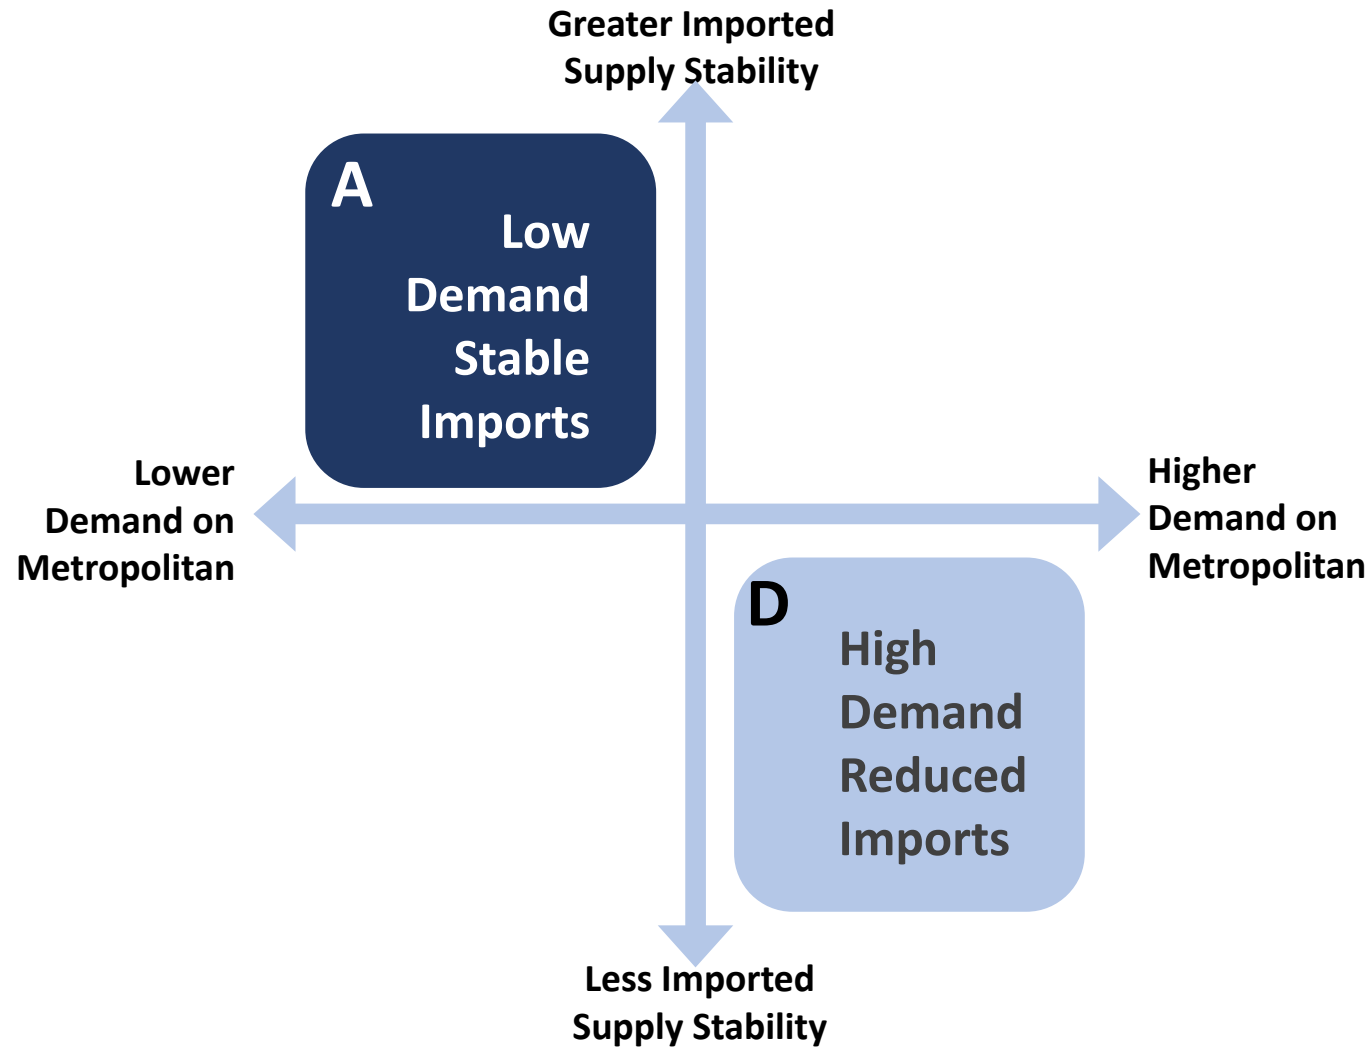 Greater Imported
Supply Stability
A
Low
Demand
Stable
Imports
Lower
Demand on
Metropolitan
Higher
Demand on
Metropolitan
D
High
Demand
Reduced
Imports
Less Imported
Supply Stability